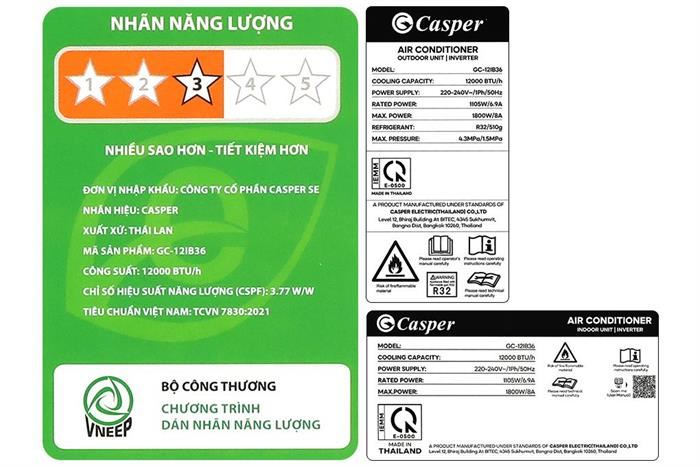 NHÃN NĂNG LƯỢNG
1 2 3 4 5
NHIỀU SAO HƠN - TIẾT KIỆM HƠN
ĐƠN VỊ NHẬP KHẨU: CÔNG TY CỔ PHẦN CASPER SE
NHÃN HIỆU: CASPER
XUẤT XỨ: THÁI LAN
MÃ SẢN PHẨM: GC-12IB36
CÔNG SUẤT: 12000 BTU/h
CHỈ SỐ HIỆU SUẤT NĂNG LƯỢNG (CSPF): 3.77 W/W
TIÊU CHUẨN VIỆT NAM: TCVN 7830:2021
VNEEP
BỘ CÔNG THƯƠNG
CHƯƠNG TRÌNH
DÁN NHÃN NĂNG LƯỢNG
Casper
AIR CONDITIONER
OUTDOOR UNIT | INVERTER
MODEL: GC-12IB36
COOLING CAPACITY: 12000 BTU/h
POWER SUPPLY: 220-240V~/1Ph/50Hz
RATED POWER: 1105W/6.9A
MAX. POWER: 1800W/8A
REFRIGERANT: R32/510g
MAX. PRESSURE: 4.3MPa/1.5MPa
IEMM
E-0500
MADE IN THAILAND
A PRODUCT MANUFACTURED UNDER STANDARDS OF
CASPER ELECTRIC(THAILAND) CO.,LTD
Level 12, Bhiraj Building At BITEC, 4345 Sukhumvit,
Bangna Dist, Bangkok 10260, Thailand
Risk of fire/flammable
material
Please read operator's
manual carefully
Please read operating
instructions carefully
WARNING
R32
Please read technical
manual carefully
Casper
AIR CONDITIONER
INDOOR UNIT | INVERTER
MODEL: GC-12IB36
COOLING CAPACITY: 12000 BTU/h
POWER SUPPLY: 220-240V~/1Ph/50Hz
RATED POWER: 1105W/6.9A
MAX.POWER: 1800W/8A
Risk of fire/flammable
material
Please read operating
instructions carefully
Please read technical
manual carefully
Scan me
(User Manual)
IEMM
E-0500
MADE IN
THAILAND
A PRODUCT MANUFACTURED UNDER STANDARDS OF CASPER ELECTRIC(THAILAND) CO.,LTD
Level 12, Bhiraj Building At BITEC, 4345 Sukhumvit, Bangna Dist, Bangkok 10260, Thailand